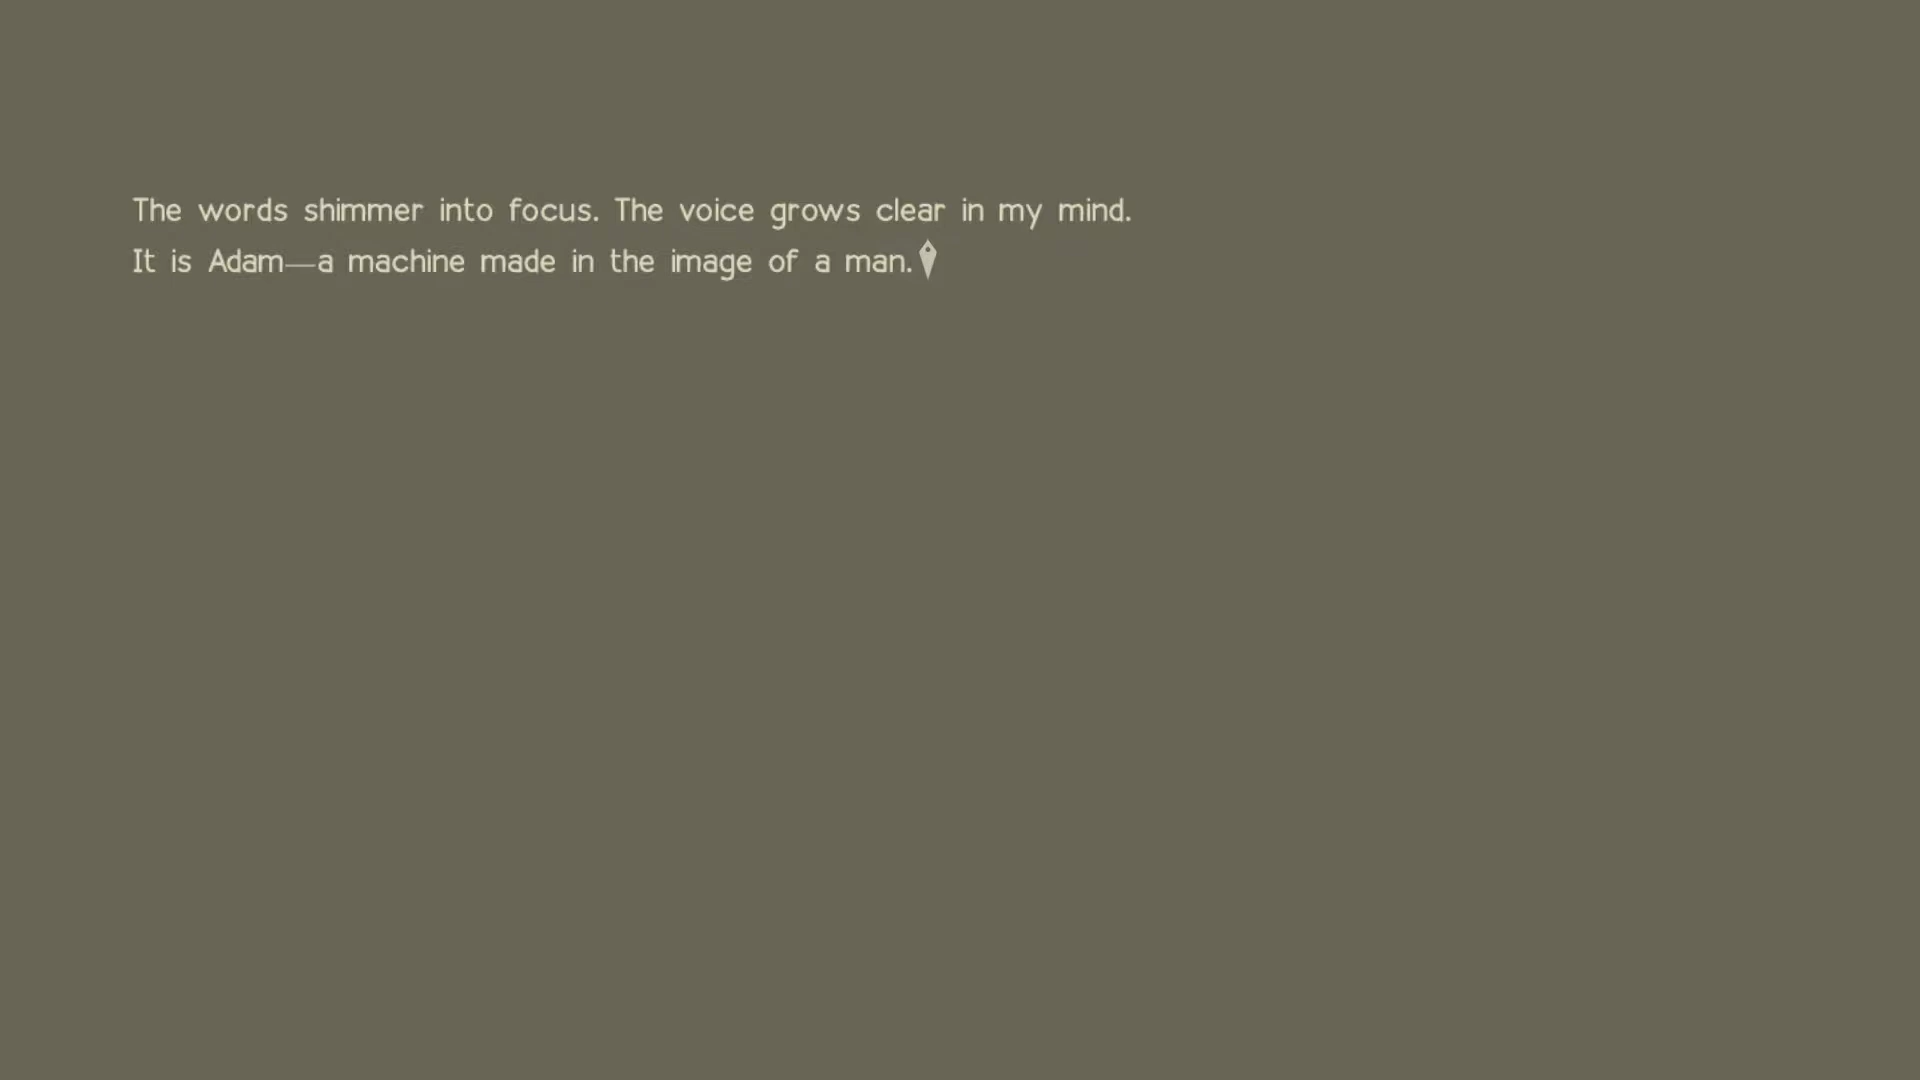 The words shimmer into focus. The voice grows clear in my mind.
It is Adam—a machine made in the image of a man.